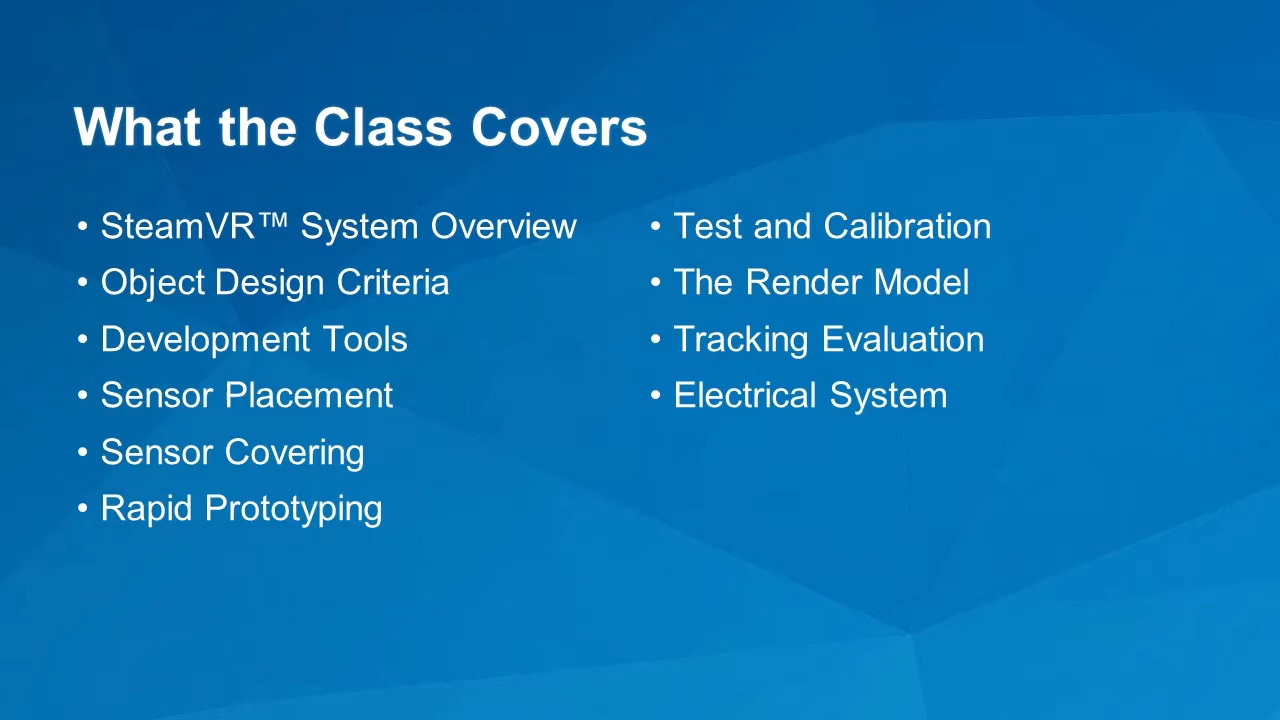 What the Class Covers
• SteamVR™ System Overview
• Object Design Criteria
• Development Tools
• Sensor Placement
• Sensor Covering
• Rapid Prototyping
• Test and Calibration
• The Render Model
• Tracking Evaluation
• Electrical System